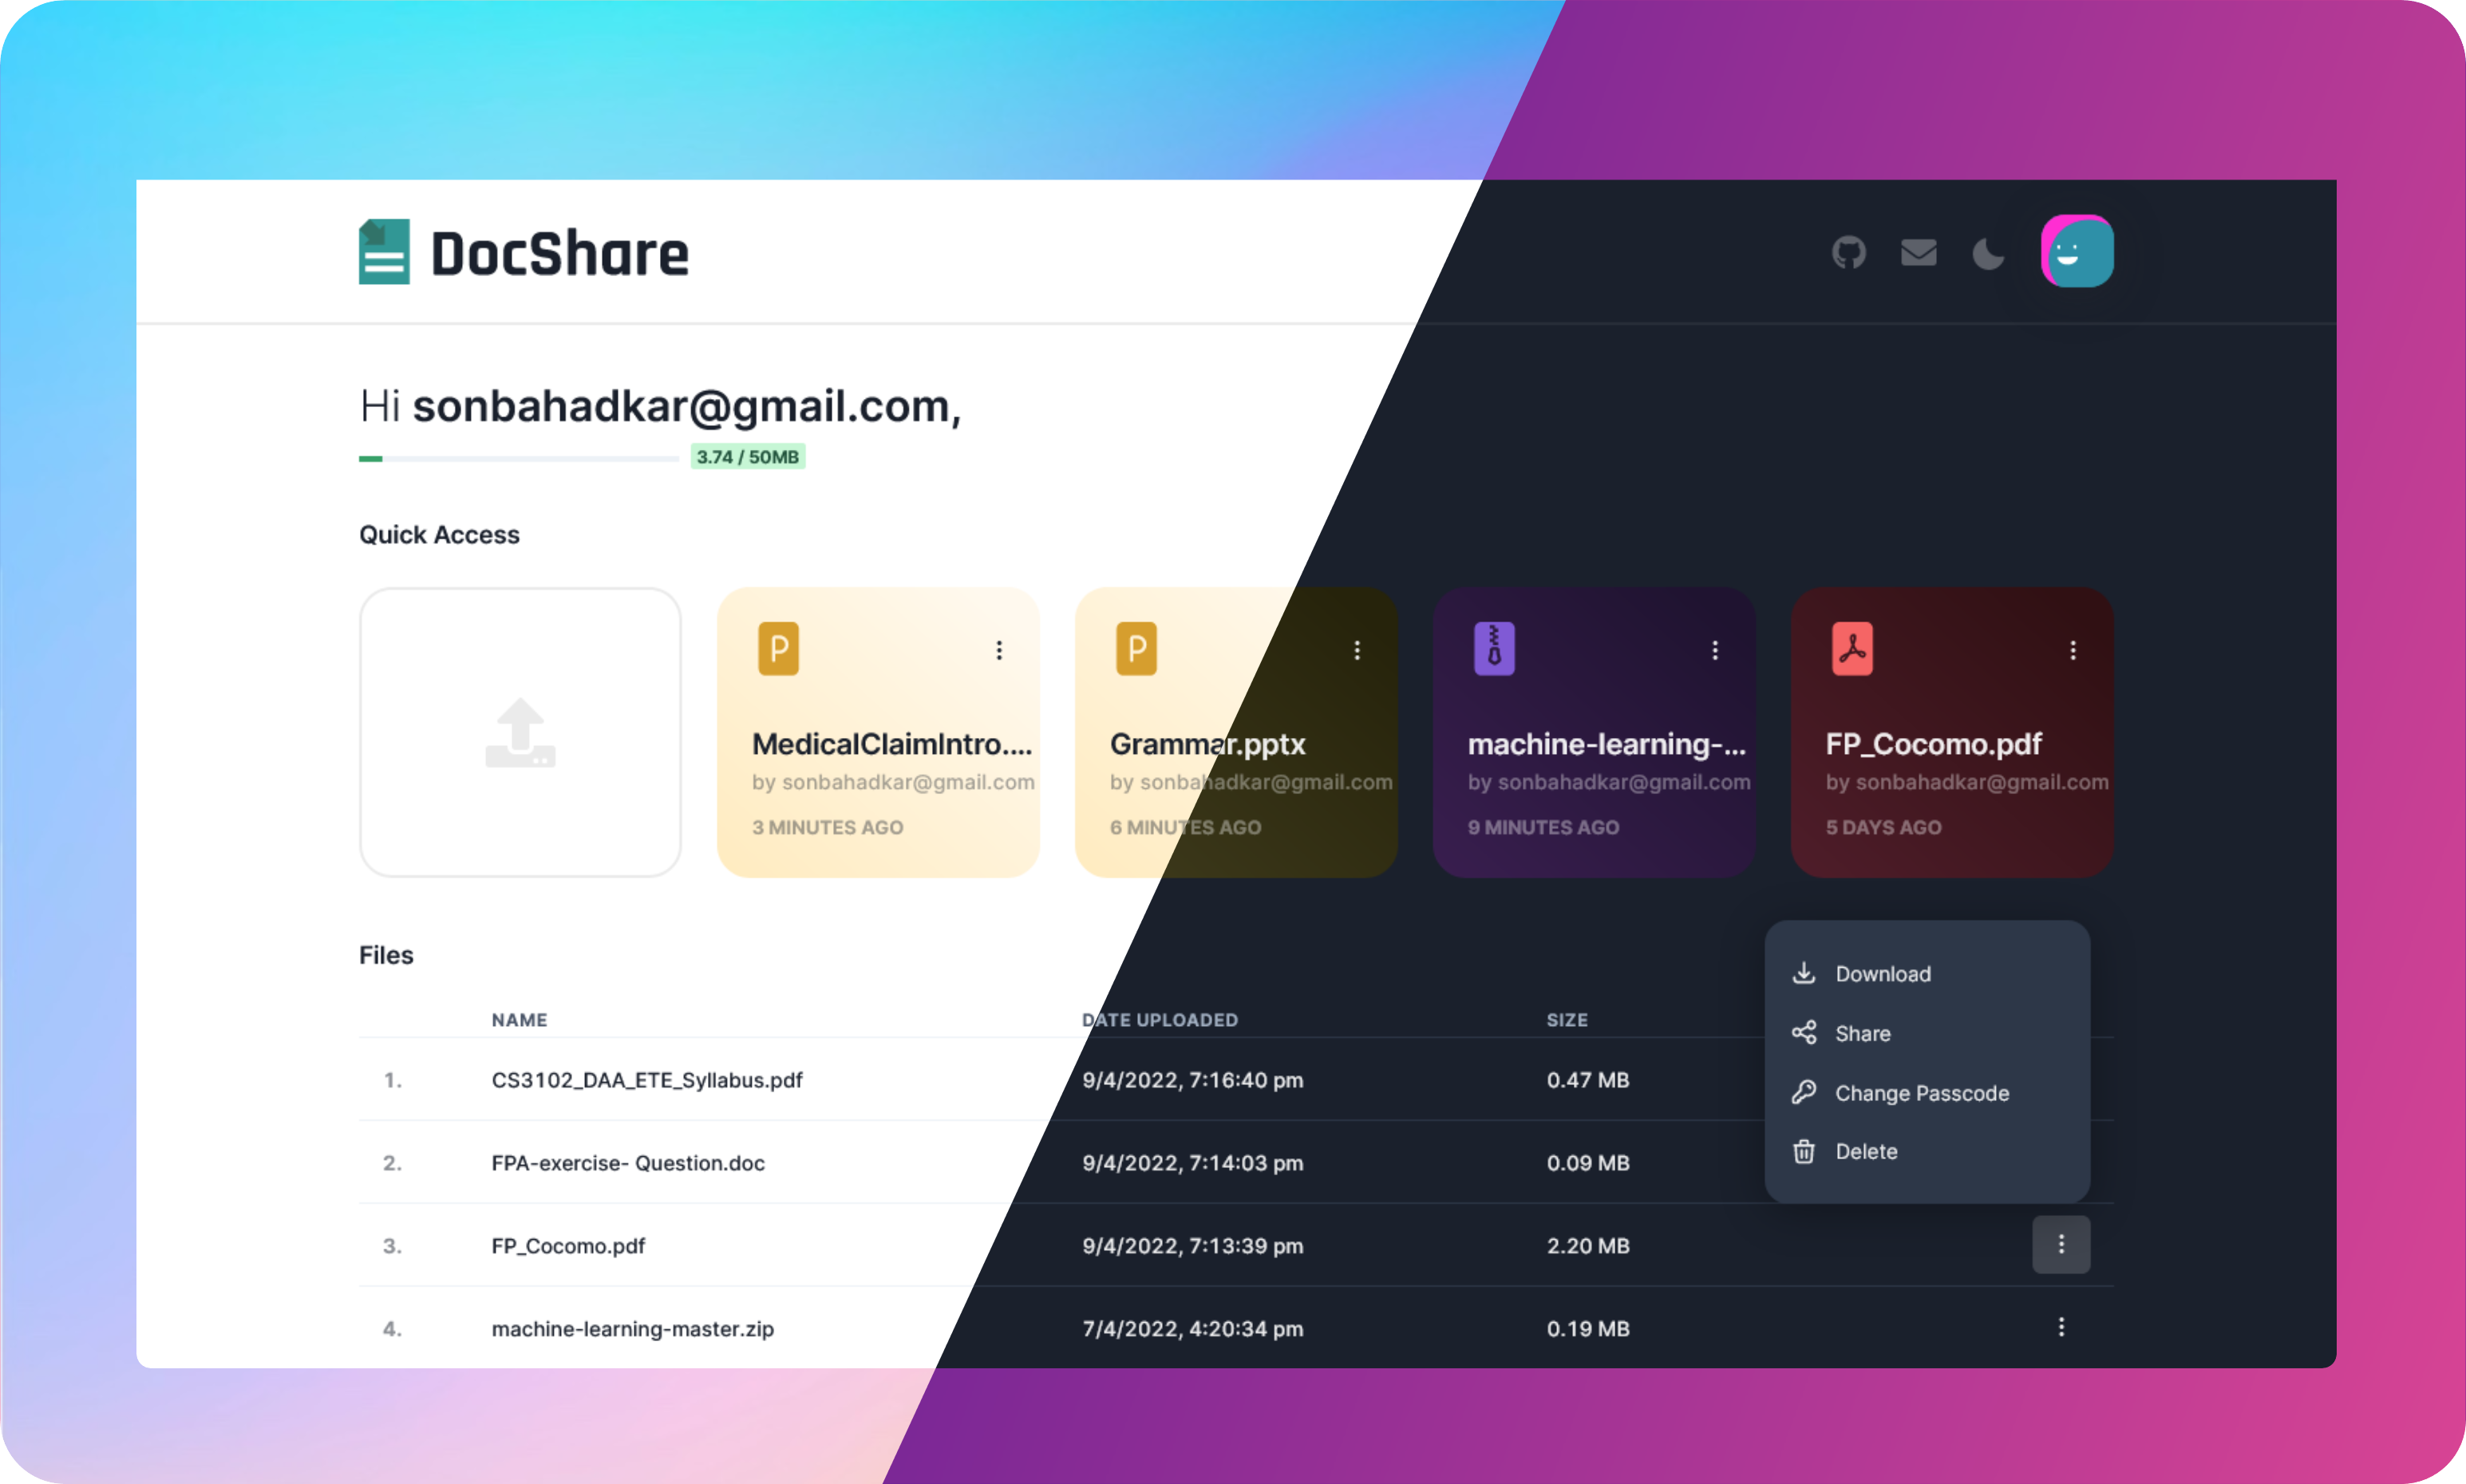 DocShare
Hi sonbahadkar@gmail.com,
3.74 / 50MB
Quick Access
MedicalClaimIntro....
by sonbahadkar@gmail.com
3 MINUTES AGO
Grammar.pptx
by sonbahadkar@gmail.com
6 MINUTES AGO
machine-learning-...
by sonbahadkar@gmail.com
9 MINUTES AGO
FP_Cocomo.pdf
by sonbahadkar@gmail.com
5 DAYS AGO
Files
NAME DATE UPLOADED SIZE
1. CS3102_DAA_ETE_Syllabus.pdf 9/4/2022, 7:16:40 pm 0.47 MB
2. FPA-exercise- Question.doc 9/4/2022, 7:14:03 pm 0.09 MB
3. FP_Cocomo.pdf 9/4/2022, 7:13:39 pm 2.20 MB
4. machine-learning-master.zip 7/4/2022, 4:20:34 pm 0.19 MB
Download
Share
Change Passcode
Delete